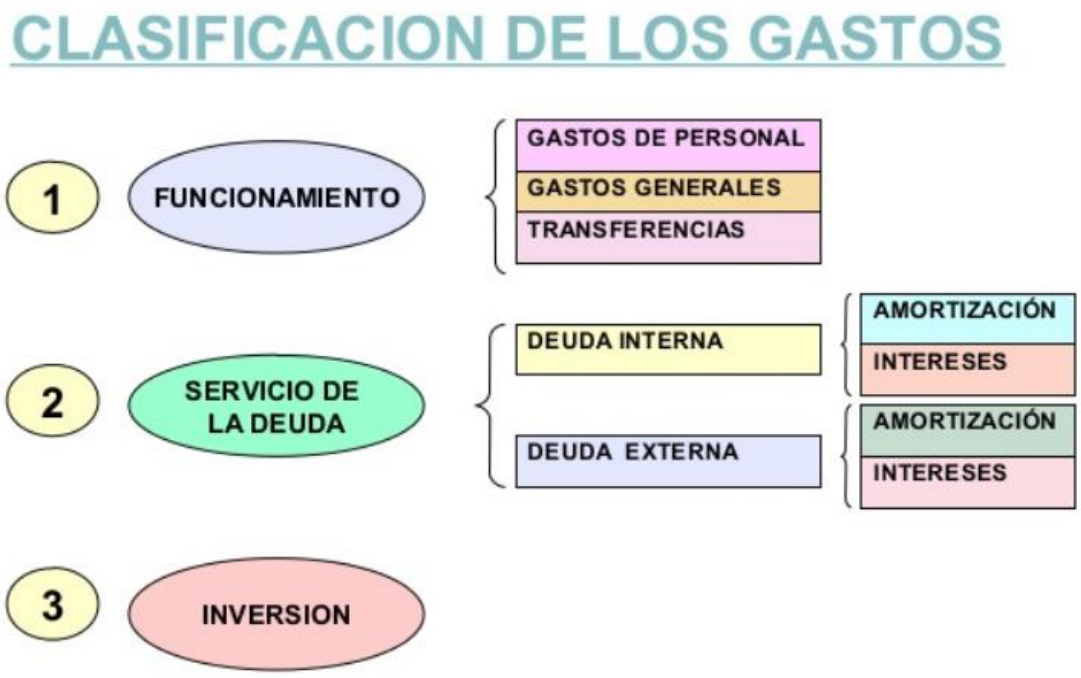 CLASIFICACION DE LOS GASTOS
1
FUNCIONAMIENTO
GASTOS DE PERSONAL
GASTOS GENERALES
TRANSFERENCIAS
2
SERVICIO DE
LA DEUDA
DEUDA INTERNA
AMORTIZACIÓN
INTERESES
DEUDA EXTERNA
AMORTIZACIÓN
INTERESES
3
INVERSION